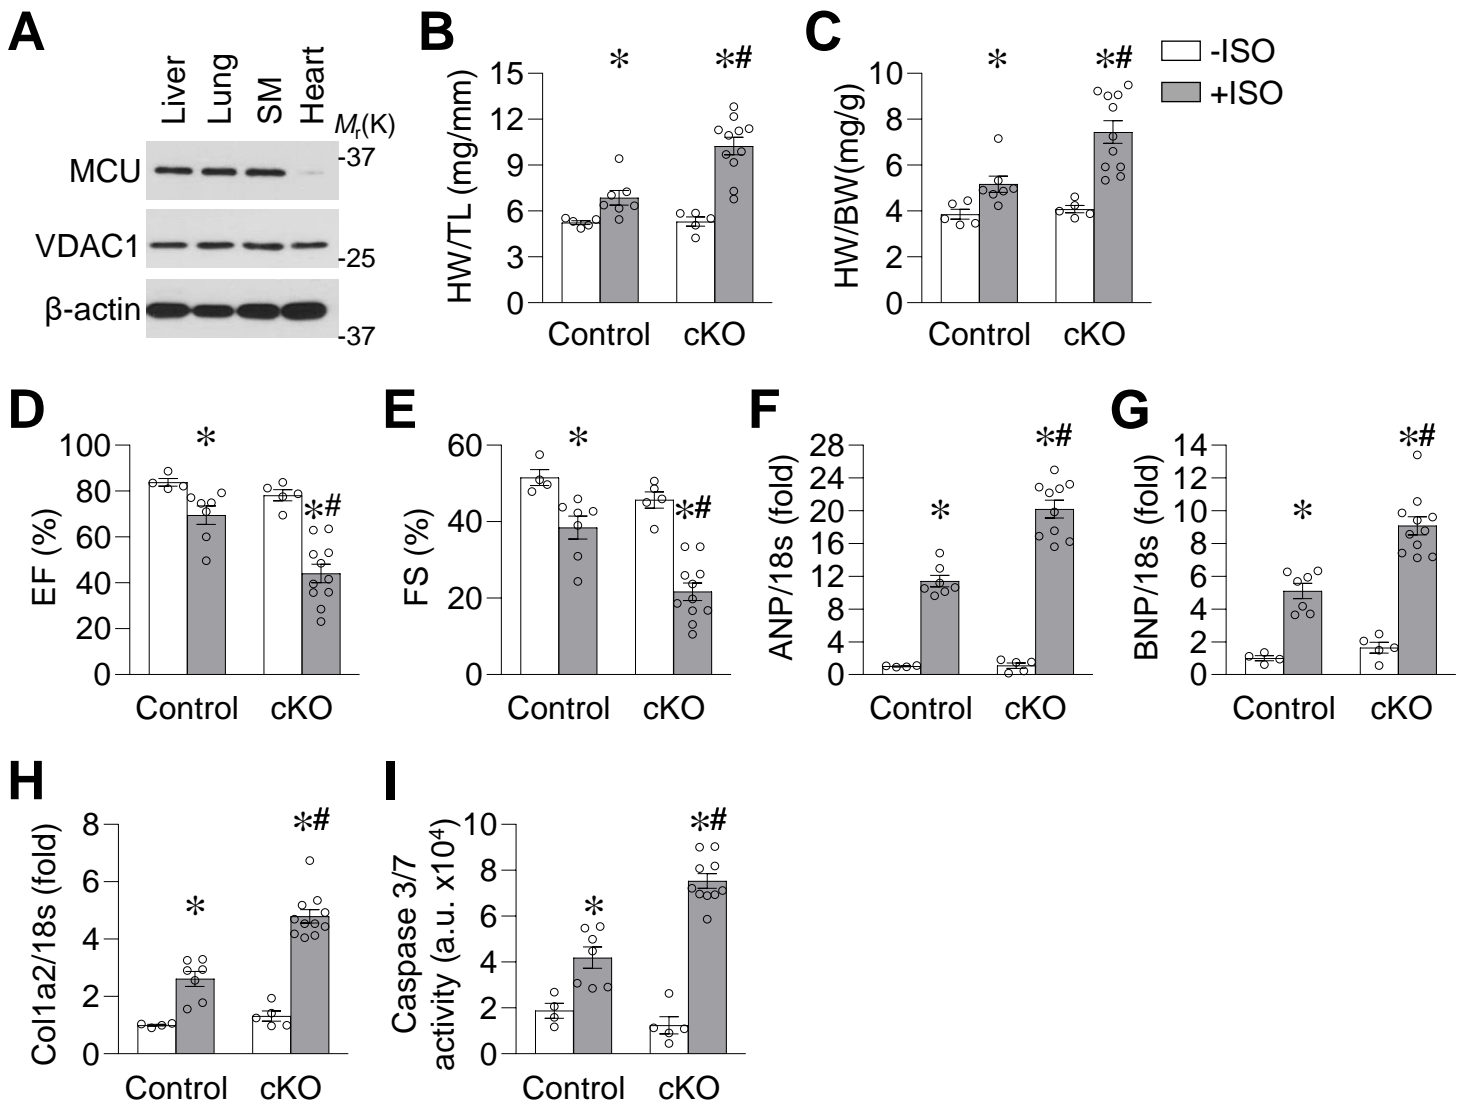 A
Liver
Lung
SM
Heart
Mr(K)
MCU
-37
VDAC1
-25
β-actin
-37
B
HW/TL (mg/mm)
15
12
9
6
3
0
*
*#
Control
cKO
C
HW/BW(mg/g)
10
8
6
4
2
0
*
*#
Control
cKO
-ISO
+ISO
D
EF (%)
100
80
60
40
20
0
*
*#
Control
cKO
E
FS (%)
60
40
20
0
*
*#
Control
cKO
F
ANP/18s (fold)
28
24
20
16
12
8
4
0
*
*#
Control
cKO
G
BNP/18s (fold)
14
12
10
8
6
4
2
0
*
*#
Control
cKO
H
Col1a2/18s (fold)
8
6
4
2
0
*
*#
Control
cKO
I
Caspase 3/7
activity (a.u. x10⁴)
10
8
6
4
2
0
*
*#
Control
cKO